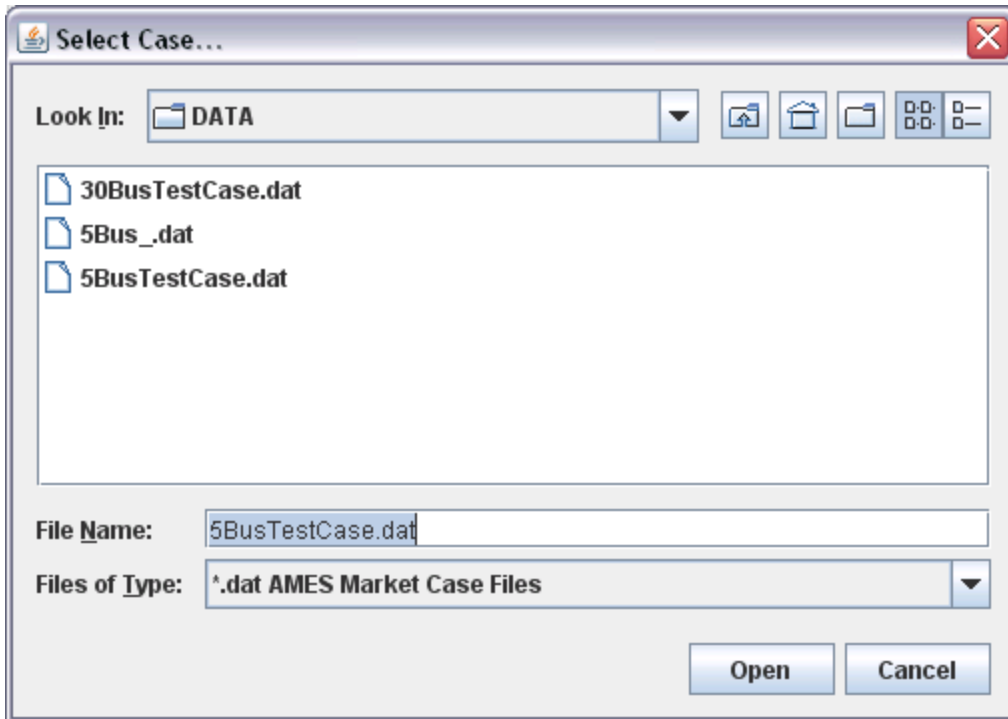 Select Case...
Look In: DATA
30BusTestCase.dat
5Bus_.dat
5BusTestCase.dat
File Name: 5BusTestCase.dat
Files of Type: *.dat AMES Market Case Files
Open Cancel